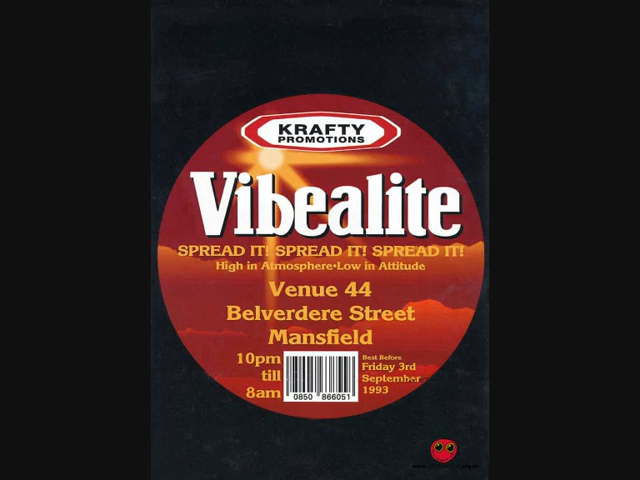 KRAFTY
PROMOTIONS
Vibealite
SPREAD IT! SPREAD IT! SPREAD IT!
High in Atmosphere•Low in Attitude
Venue 44
Belverdere Street
Mansfield
10pm
till
8am
0850 866051
Best Before
Friday 3rd
September
1993